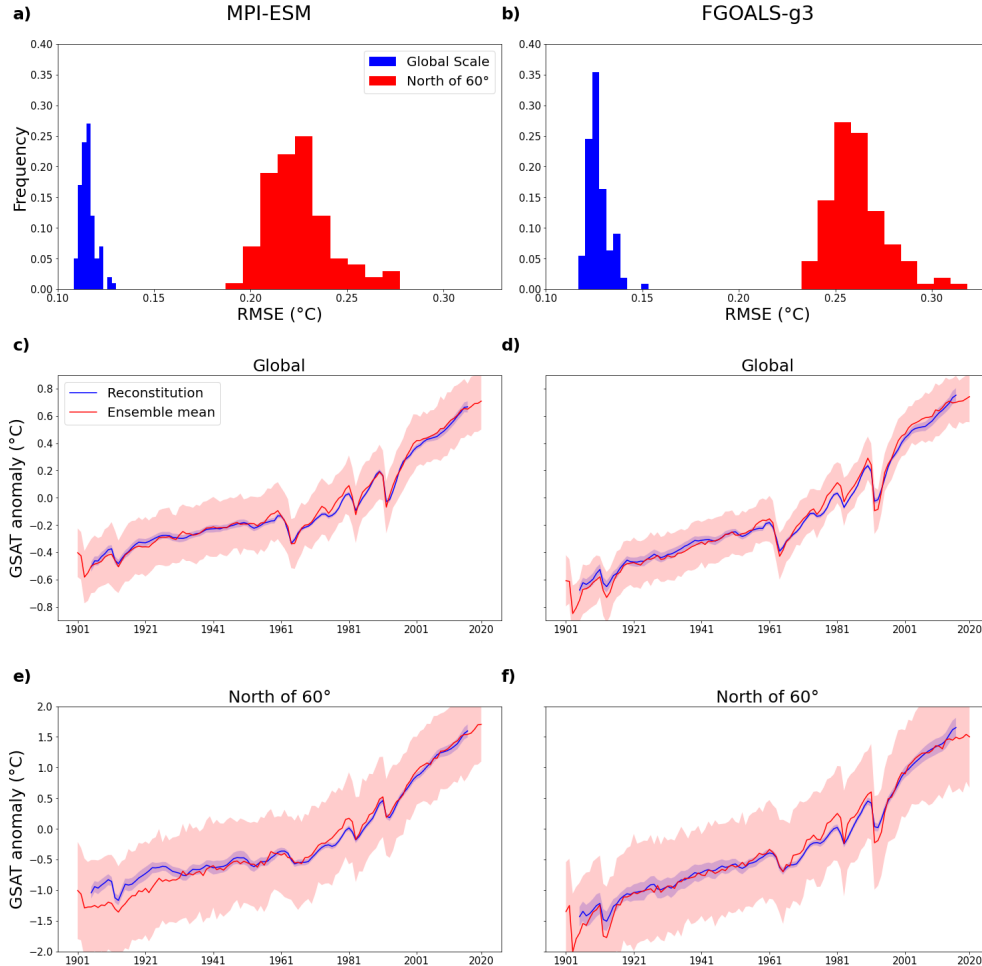 a)
MPI-ESM
b)
FGOALS-g3
0.40
0.35
0.30
0.25
0.20
0.15
0.10
0.05
0.00
Frequency
Global Scale
North of 60°
0.10 0.15 0.20 0.25 0.30
RMSE (°C)
0.40
0.35
0.30
0.25
0.20
0.15
0.10
0.05
0.00
0.10 0.15 0.20 0.25 0.30
RMSE (°C)
c)
Global
Reconstitution
Ensemble mean
GSAT anomaly (°C)
0.8
0.6
0.4
0.2
0.0
−0.2
−0.4
−0.6
−0.8
1901 1921 1941 1961 1981 2001 2020
d)
Global
1901 1921 1941 1961 1981 2001 2020
e)
North of 60°
GSAT anomaly (°C)
2.0
1.5
1.0
0.5
0.0
−0.5
−1.0
−1.5
−2.0
1901 1921 1941 1961 1981 2001 2020
f)
North of 60°
1901 1921 1941 1961 1981 2001 2020